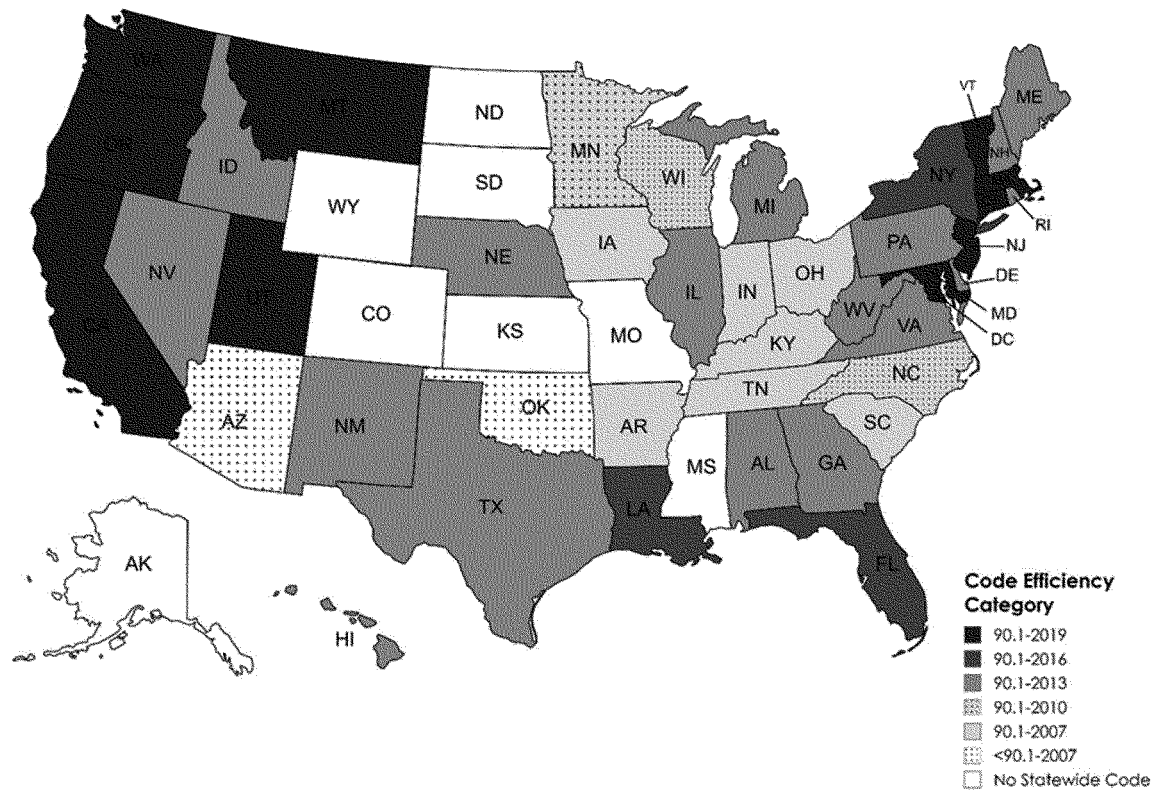 WA
VT
ME
ND
OR
MN
ID
NH
SD
WI
NY
WY
MI
RI
IA
PA
NJ
NE
NV
OH
DE
UT
IL
IN
CO
WV
MD
CA
KS
MO
VA
DC
KY
NC
TN
OK
AZ
SC
NM
AR
MS
AL
GA
TX
LA
AK
FL
HI
Code Efficiency
Category
90.1-2019
90.1-2016
90.1-2013
90.1-2010
90.1-2007
<90.1-2007
No Statewide Code